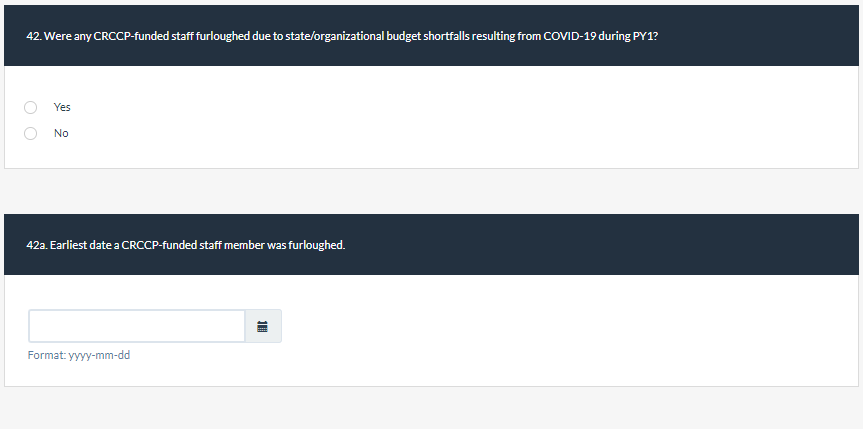 42. Were any CRCCP-funded staff furloughed due to state/organizational budget shortfalls resulting from COVID-19 during PY1?
Yes
No
42a. Earliest date a CRCCP-funded staff member was furloughed.
Format: yyyy-mm-dd